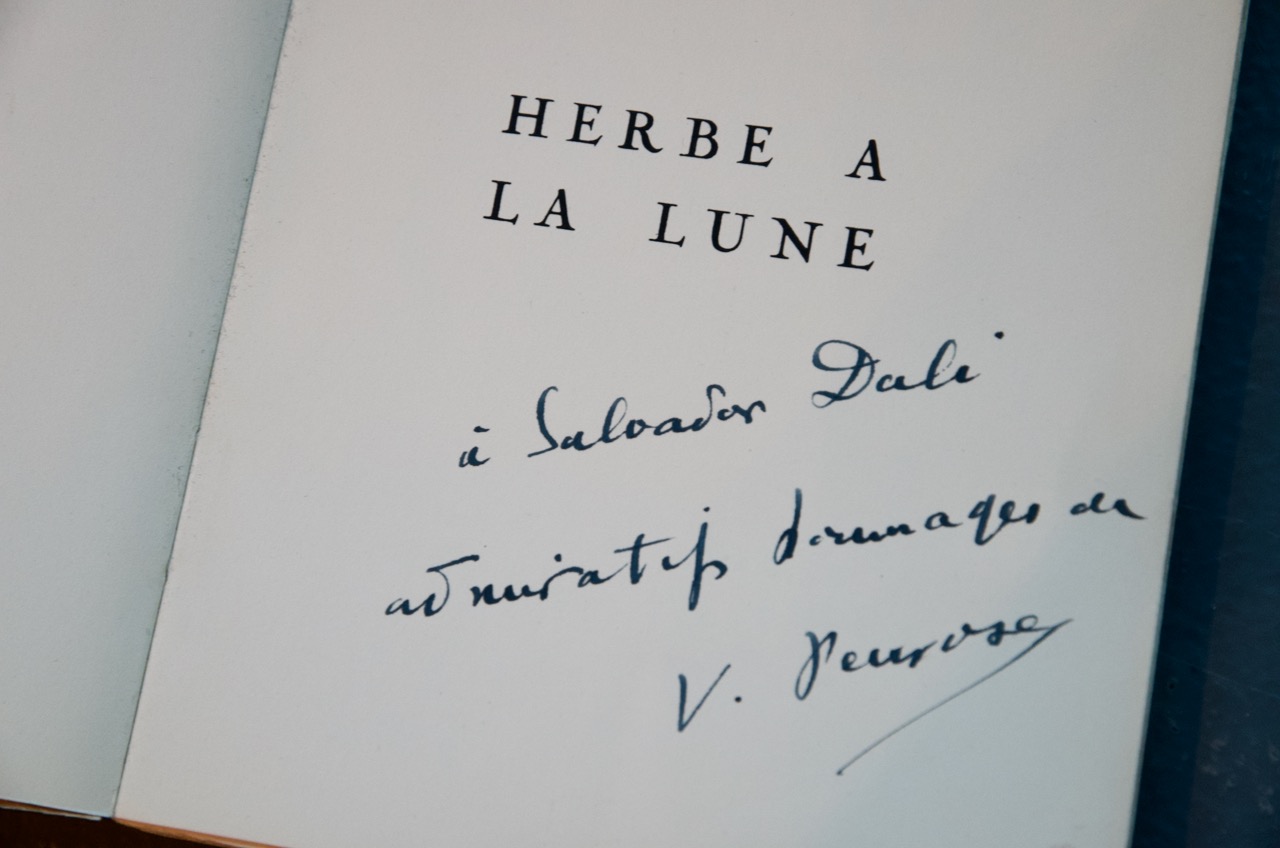 HERBE A
LA LUNE
à Salvador Dali
admiratifs hommages de
V. Penrose